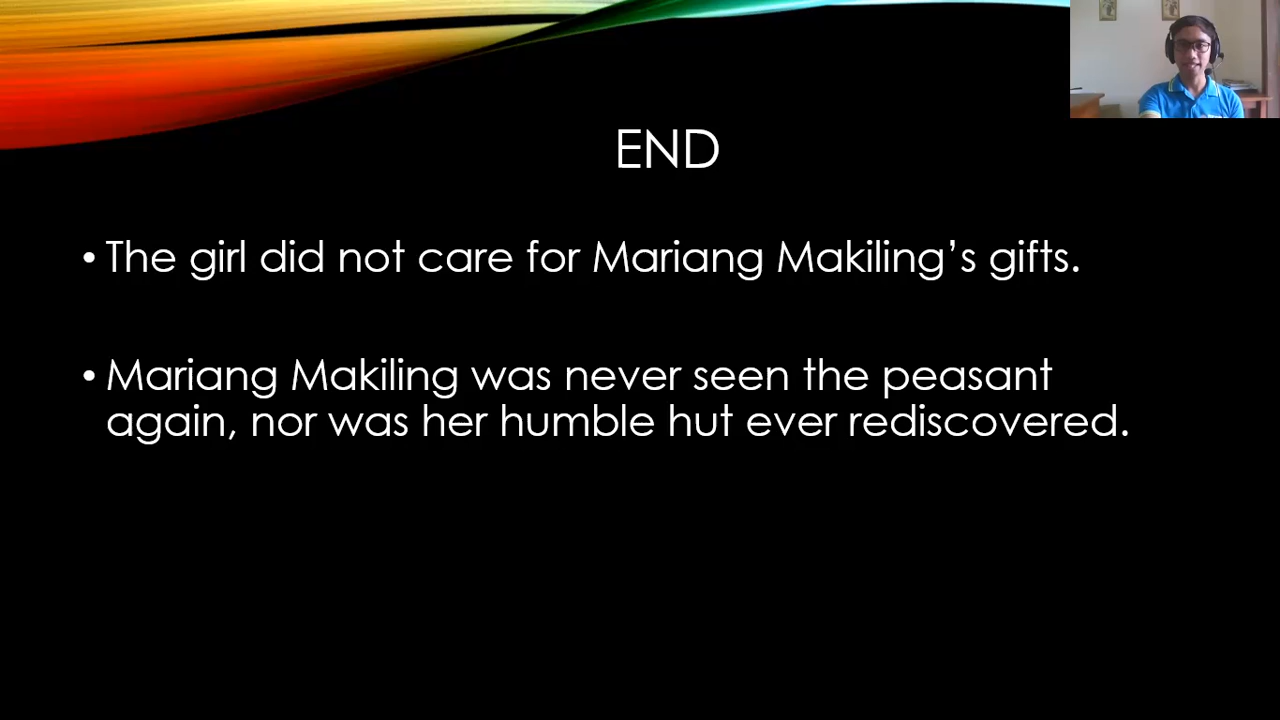 END
• The girl did not care for Mariang Makiling’s gifts.
• Mariang Makiling was never seen the peasant
again, nor was her humble hut ever rediscovered.